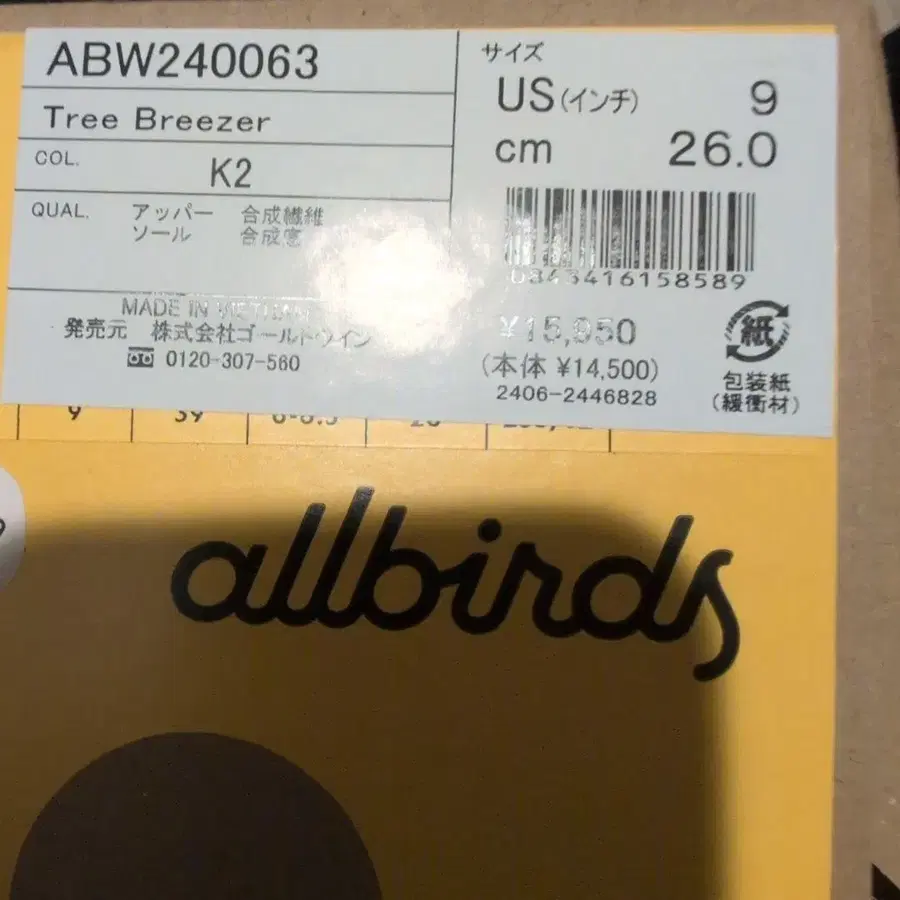 ABW240063
Tree Breezer
COL.
K2
QUAL. アッパー 合成繊維
ソール 合成底
MADE IN VIETNAM
発売元 株式会社ゴールドウイン
0120-307-560
サイズ
US(インチ) 9
cm 26.0
0843416158589
¥15,950
(本体 ¥14,500)
2406-2446828
紙
包装紙
(緩衝材)
9 39
allbirds